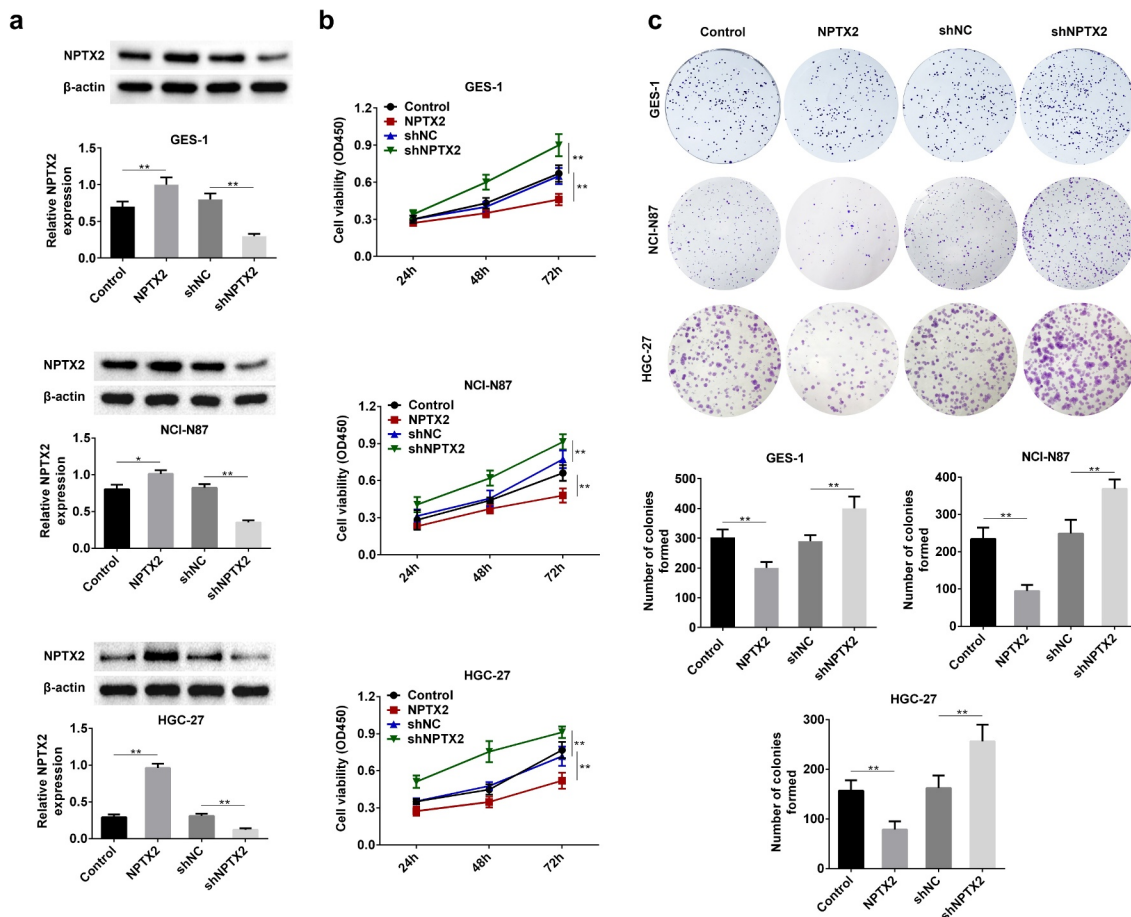 a
NPTX2
β-actin
GES-1
Relative NPTX2
expression
1.5
1.0
0.5
0.0
**
**
Control
NPTX2
shNC
shNPTX2
NPTX2
β-actin
NCI-N87
Relative NPTX2
expression
1.5
1.0
0.5
0.0
*
**
Control
NPTX2
shNC
shNPTX2
NPTX2
β-actin
HGC-27
Relative NPTX2
expression
1.5
1.0
0.5
0.0
**
**
Control
NPTX2
shNC
shNPTX2
b
GES-1
Cell viability (OD450)
1.2
0.9
0.6
0.3
0.0
Control
NPTX2
shNC
shNPTX2
**
**
24h
48h
72h
NCI-N87
Cell viability (OD450)
1.2
0.9
0.6
0.3
0.0
Control
NPTX2
shNC
shNPTX2
**
**
24h
48h
72h
HGC-27
Cell viability (OD450)
1.2
0.9
0.6
0.3
0.0
Control
NPTX2
shNC
shNPTX2
**
**
24h
48h
72h
c
Control
NPTX2
shNC
shNPTX2
GES-1
NCI-N87
HGC-27
GES-1
Number of colonies
formed
500
400
300
200
100
0
**
**
Control
NPTX2
shNC
shNPTX2
NCI-N87
Number of colonies
formed
400
300
200
100
0
**
**
Control
NPTX2
shNC
shNPTX2
HGC-27
Number of colonies
formed
300
200
100
0
**
**
Control
NPTX2
shNC
shNPTX2